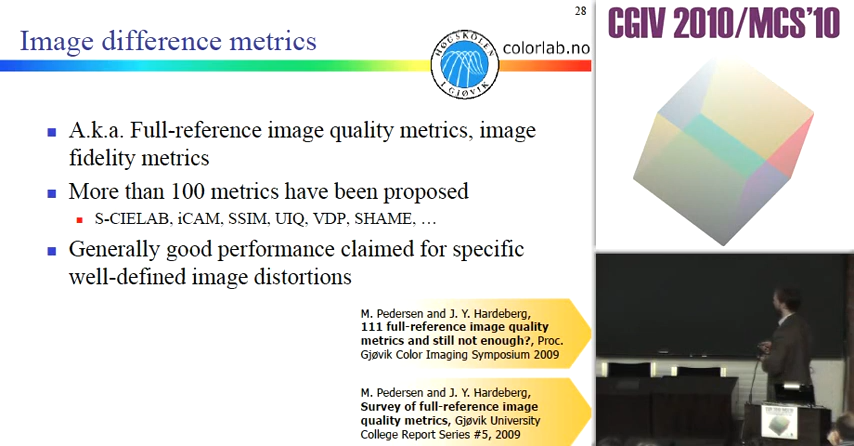 28
Image difference metrics
HØGSKOLEN
I GJØVIK
colorlab.no
A.k.a. Full-reference image quality metrics, image
fidelity metrics
More than 100 metrics have been proposed
S-CIELAB, iCAM, SSIM, UIQ, VDP, SHAME, …
Generally good performance claimed for specific
well-defined image distortions
M. Pedersen and J. Y. Hardeberg,
111 full-reference image quality
metrics and still not enough?, Proc.
Gjøvik Color Imaging Symposium 2009
M. Pedersen and J. Y. Hardeberg,
Survey of full-reference image
quality metrics, Gjøvik University
College Report Series #5, 2009
CGIV 2010/MCS'10